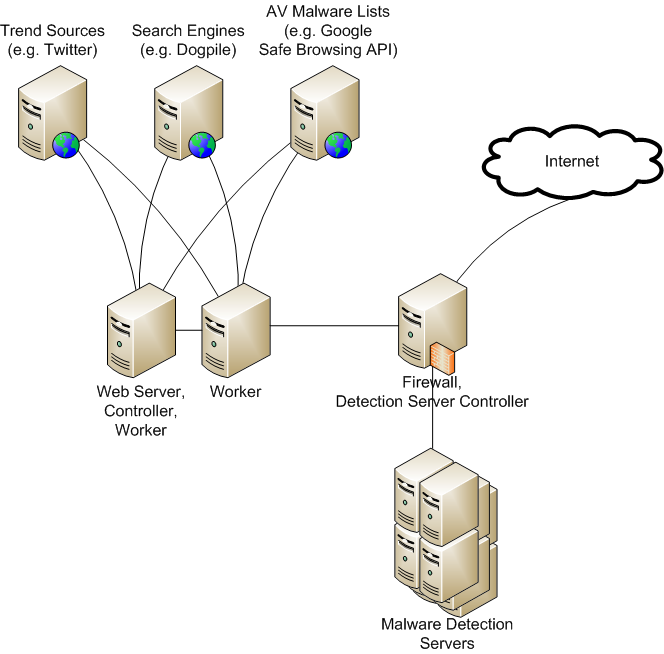 Trend Sources
(e.g. Twitter)
Search Engines
(e.g. Dogpile)
AV Malware Lists
(e.g. Google
Safe Browsing API)
Internet
Web Server,
Controller,
Worker
Worker
Firewall,
Detection Server Controller
Malware Detection
Servers